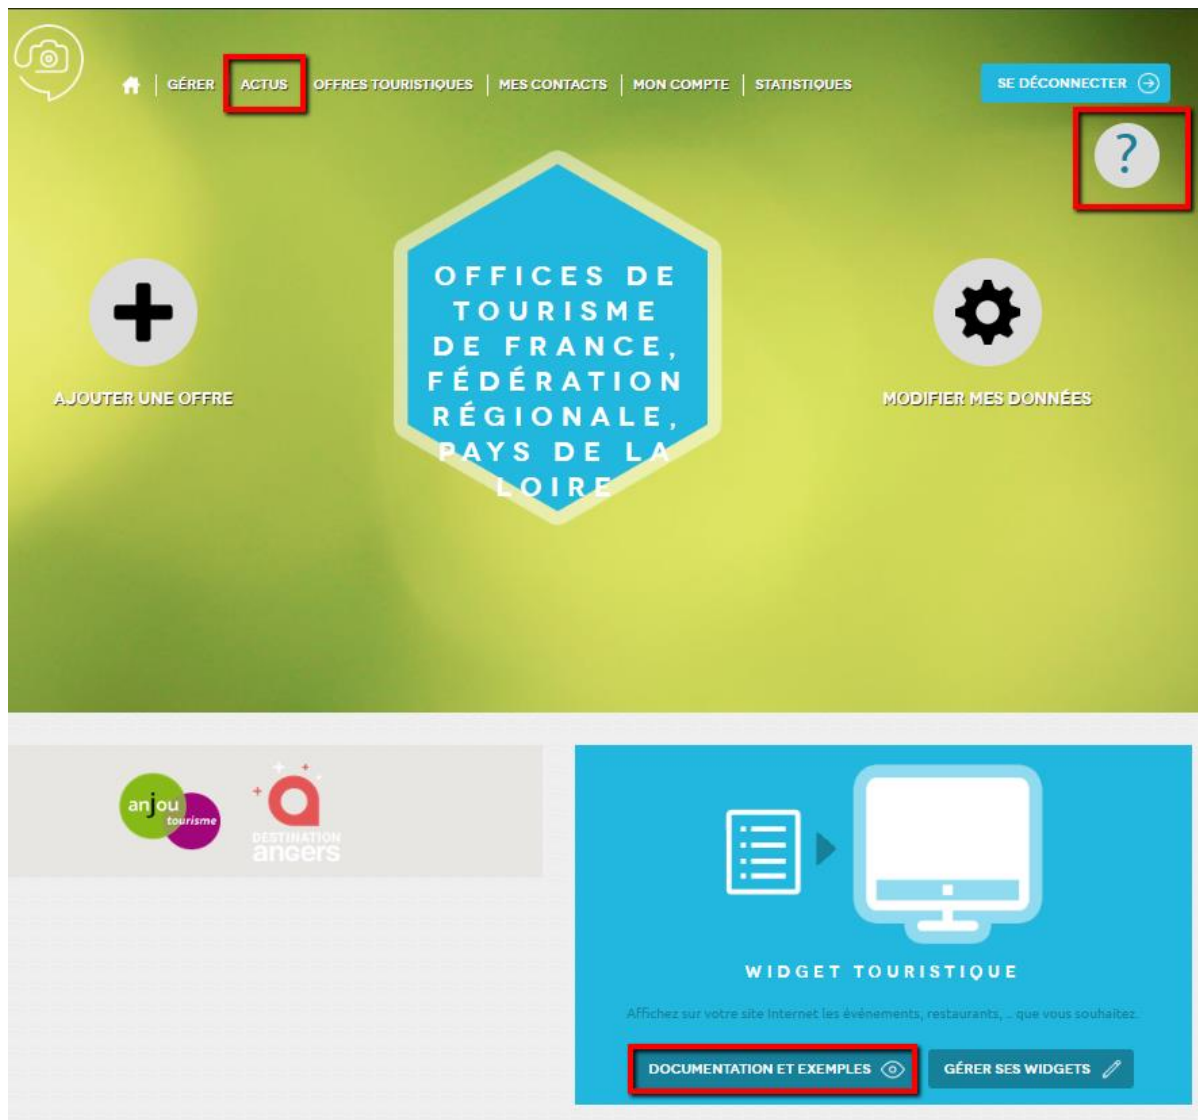 GÉRER ACTUS OFFRES TOURISTIQUES MES CONTACTS MON COMPTE STATISTIQUES SE DÉCONNECTER
?
OFFICES DE
TOURISME
DE FRANCE,
FÉDÉRATION
RÉGIONALE,
PAYS DE LA
LOIRE
AJOUTER UNE OFFRE
MODIFIER MES DONNÉES
anjou
tourisme
DESTINATION
angers
WIDGET TOURISTIQUE
Affichez sur votre site Internet les événements, restaurants, .. que vous souhaitez.
DOCUMENTATION ET EXEMPLES GÉRER SES WIDGETS